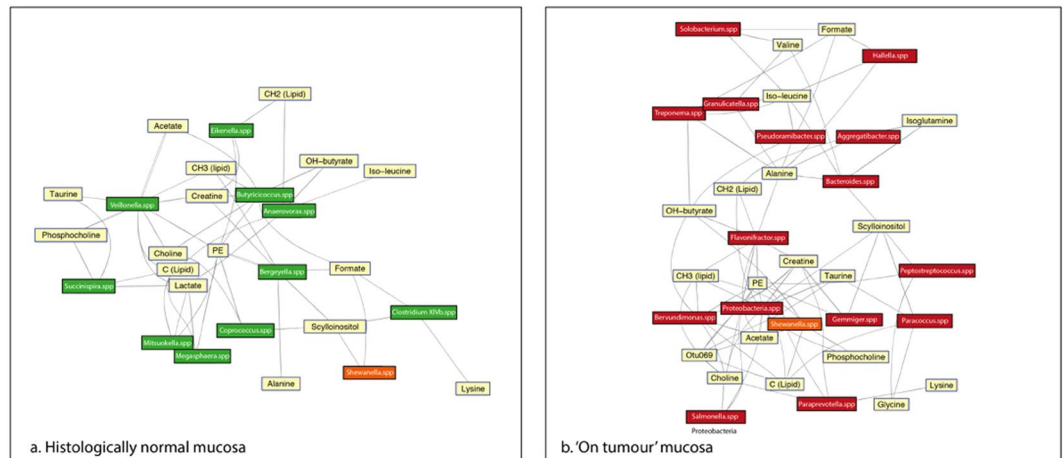 CH2 (Lipid)
Acetate
Eikenella.spp
CH3 (lipid)
OH-butyrate
Iso-leucine
Taurine
Creatine
Butyricicoccus.spp
Veillonella.spp
Anaerovorax.spp
Phosphocholine
Choline
PE
C (Lipid)
Bergeyella.spp
Formate
Succinispira.spp
Lactate
Clostridium XIVb.spp
Coprococcus.spp
Scylloinositol
Mitsuokella.spp
Megasphaera.spp
Shewanella.spp
Alanine
Lysine
a. Histologically normal mucosa
Solobacterium.spp
Formate
Valine
Hallella.spp
Iso-leucine
Granulicatella.spp
Treponema.spp
Isoglutamine
Pseudoramibacter.spp
Aggregatibacter.spp
Alanine
Bacteroides.spp
CH2 (Lipid)
OH-butyrate
Scylloinositol
Flavonifractor.spp
Creatine
Peptostreptococcus.spp
CH3 (lipid)
Taurine
PE
Proteobacteria.spp
Bervundimonas.spp
Shewanella.spp
Gemmiger.spp
Paracoccus.spp
Acetate
Otu069
Phosphocholine
Choline
C (Lipid)
Lysine
Paraprevotella.spp
Glycine
Salmonella.spp
Proteobacteria
b. 'On tumour' mucosa